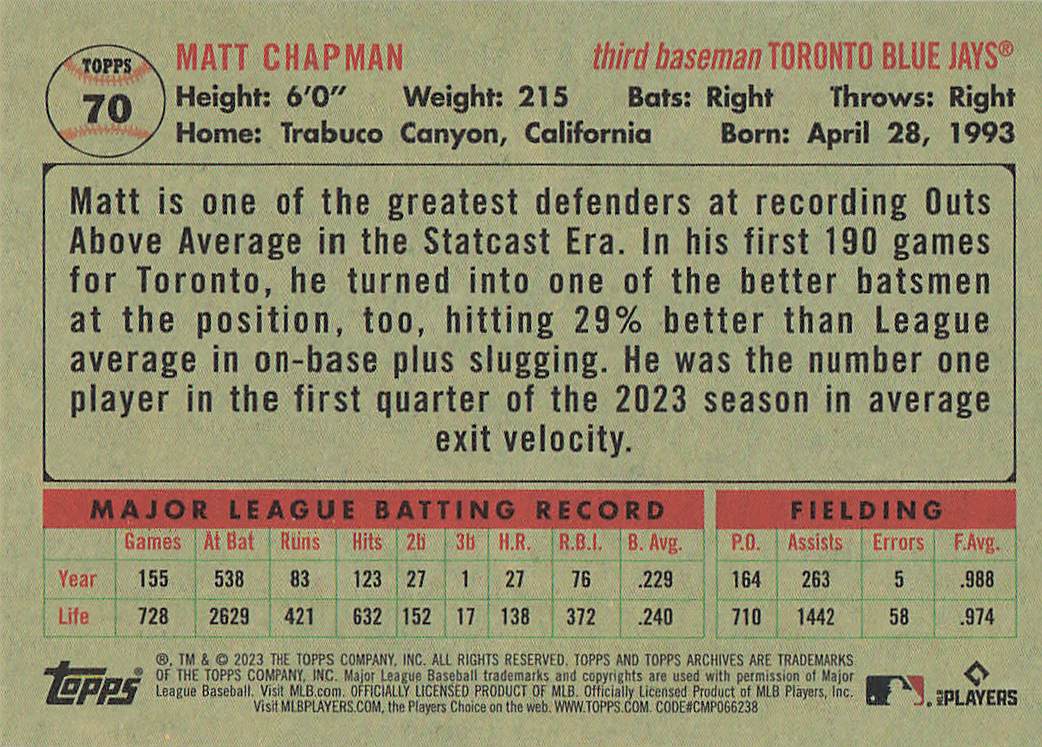 TOPPS
70
MATT CHAPMAN third baseman TORONTO BLUE JAYS®
Height: 6'0" Weight: 215 Bats: Right Throws: Right
Home: Trabuco Canyon, California Born: April 28, 1993
Matt is one of the greatest defenders at recording Outs
Above Average in the Statcast Era. In his first 190 games
for Toronto, he turned into one of the better batsmen
at the position, too, hitting 29% better than League
average in on-base plus slugging. He was the number one
player in the first quarter of the 2023 season in average
exit velocity.
MAJOR LEAGUE BATTING RECORD FIELDING
Games At Bat Runs Hits 2b 3b H.R. R.B.I. B. Avg. P.O. Assists Errors F.Avg.
Year 155 538 83 123 27 1 27 76 .229 164 263 5 .988
Life 728 2629 421 632 152 17 138 372 .240 710 1442 58 .974
®, TM & © 2023 THE TOPPS COMPANY, INC. ALL RIGHTS RESERVED. TOPPS AND TOPPS ARCHIVES ARE TRADEMARKS
OF THE TOPPS COMPANY, INC. Major League Baseball trademarks and copyrights are used with permission of Major
League Baseball. Visit MLB.com. OFFICIALLY LICENSED PRODUCT OF MLB. Officially Licensed Product of MLB Players, Inc.
Visit MLBPLAYERS.COM, the Players Choice on the web. WWW.TOPPS.COM. CODE#CMP066238
topps®
MLB PLAYERS